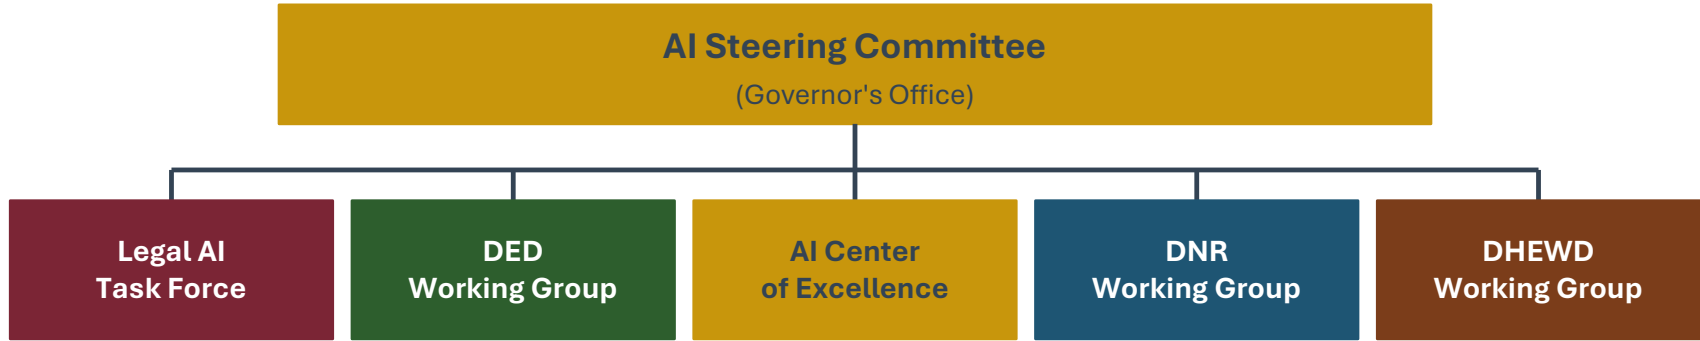 AI Steering Committee
(Governor's Office)
Legal AI
Task Force
DED
Working Group
AI Center
of Excellence
DNR
Working Group
DHEWD
Working Group